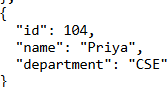 },
{
  "id": 104,
  "name": "Priya",
  "department": "CSE"
}